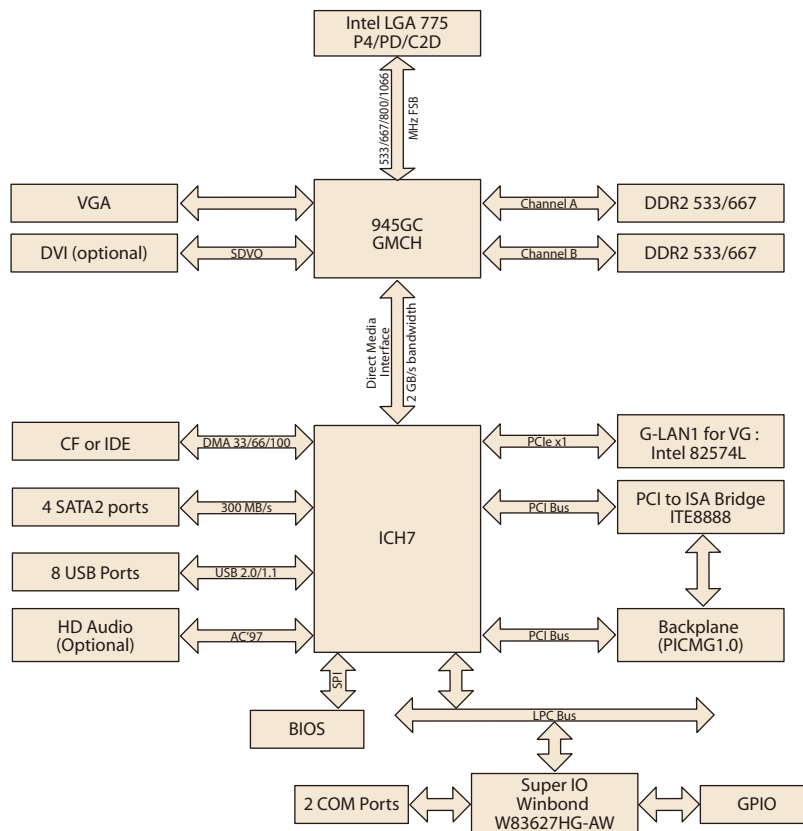 Intel LGA 775
P4/PD/C2D
533/667/800/1066
MHz FSB
VGA
945GC
GMCH
Channel A
DDR2 533/667
DVI (optional)
SDVO
Channel B
DDR2 533/667
Direct Media
Interface
2 GB/s bandwidth
CF or IDE
DMA 33/66/100
ICH7
PCIe x1
G-LAN1 for VG :
Intel 82574L
4 SATA2 ports
300 MB/s
PCI Bus
PCI to ISA Bridge
ITE8888
8 USB Ports
USB 2.0/1.1
HD Audio
(Optional)
AC'97
PCI Bus
Backplane
(PICMG1.0)
SPI
BIOS
LPC Bus
2 COM Ports
Super IO
Winbond
W83627HG-AW
GPIO